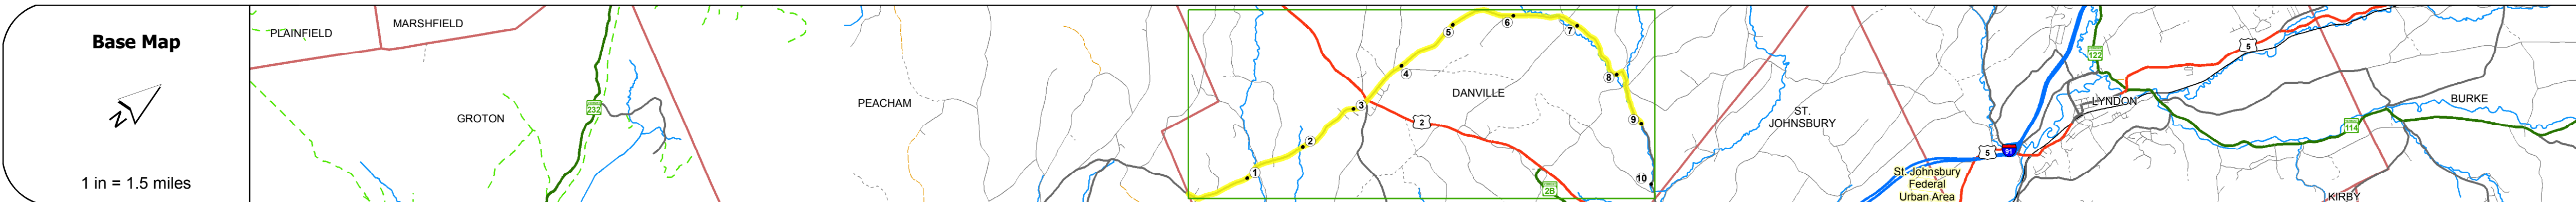 Base Map
N
1 in = 1.5 miles
PLAINFIELD
MARSHFIELD
GROTON
232
PEACHAM
1
2
3
4
5
6
7
8
9
10
2
DANVILLE
2B
ST.
JOHNSBURY
St. Johnsbury
Federal
Urban Area
5
91
122
LYNDON
5
114
BURKE
KIRBY